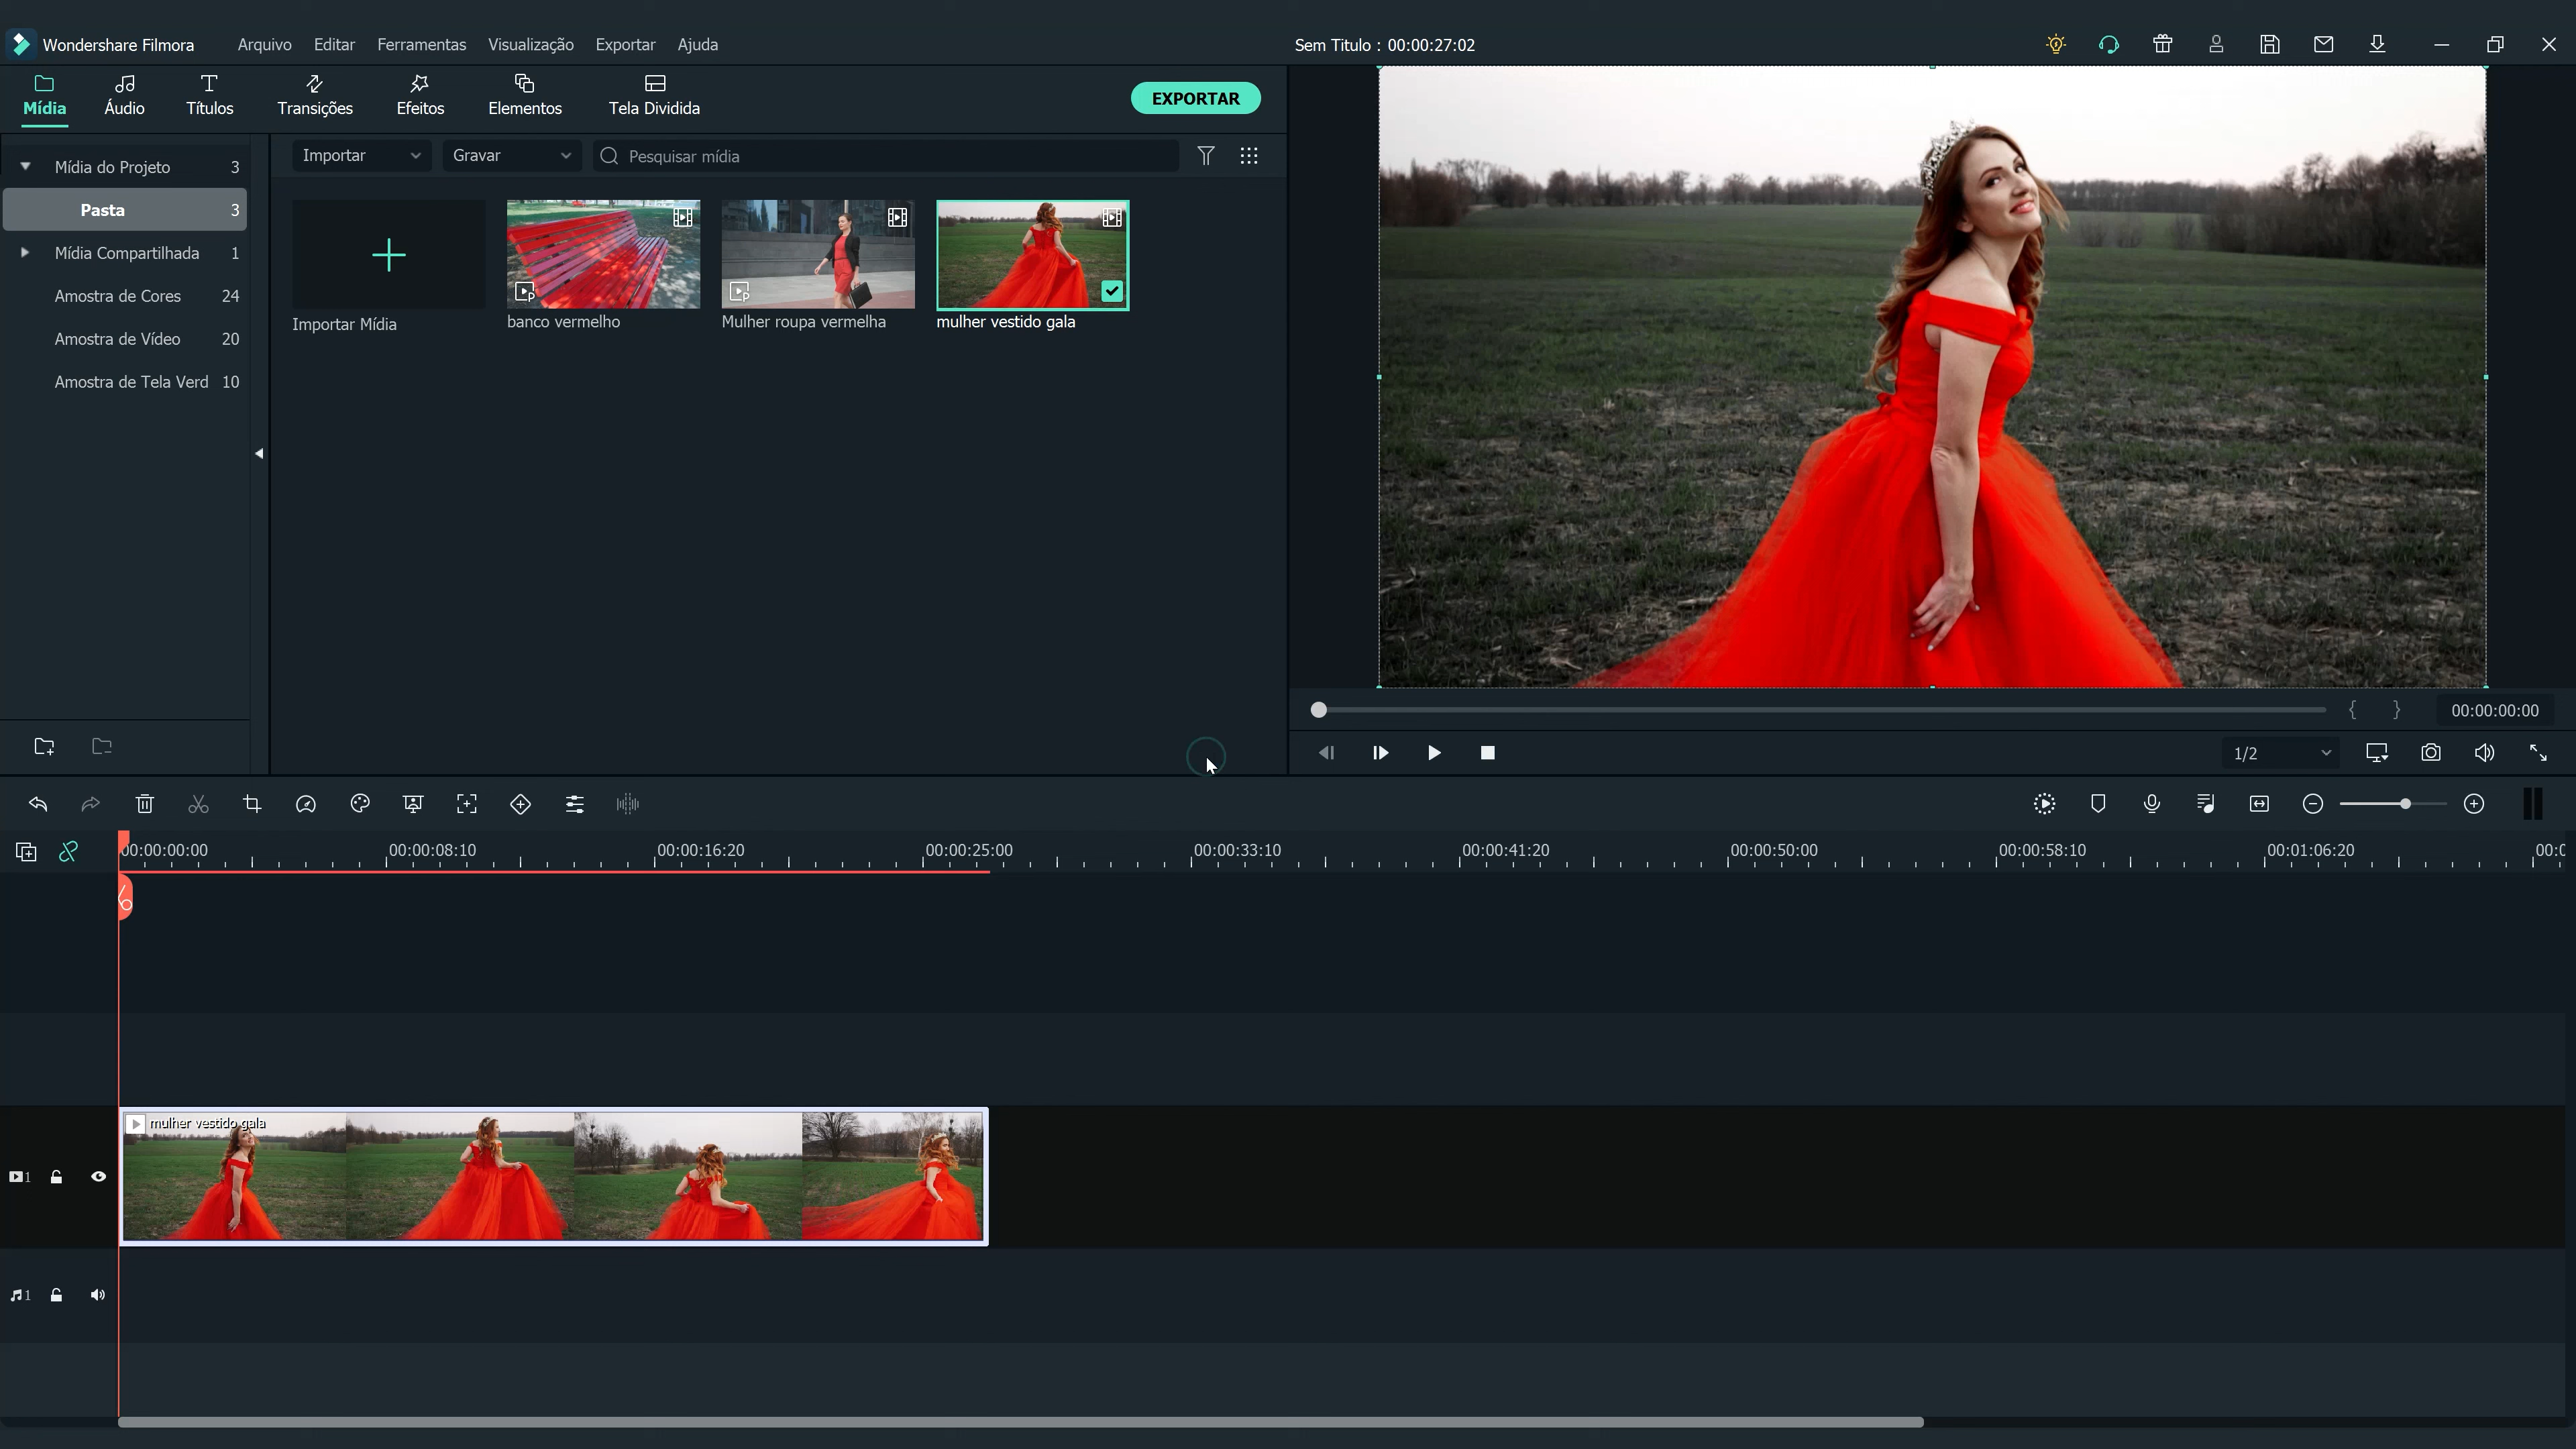 Wondershare Filmora Arquivo Editar Ferramentas Visualização Exportar Ajuda
Sem Titulo : 00:00:27:02
Mídia Áudio Títulos Transições Efeitos Elementos Tela Dividida
EXPORTAR
Mídia do Projeto 3
Pasta 3
Mídia Compartilhada 1
Amostra de Cores 24
Amostra de Vídeo 20
Amostra de Tela Verd 10
Importar Gravar Pesquisar mídia
Importar Mídia
banco vermelho
Mulher roupa vermelha
mulher vestido gala
{ } 00:00:00:00
1/2
00:00:00:00 00:00:08:10 00:00:16:20 00:00:25:00 00:00:33:10 00:00:41:20 00:00:50:00 00:00:58:10 00:01:06:20 00:0
mulher vestido gala
1
1